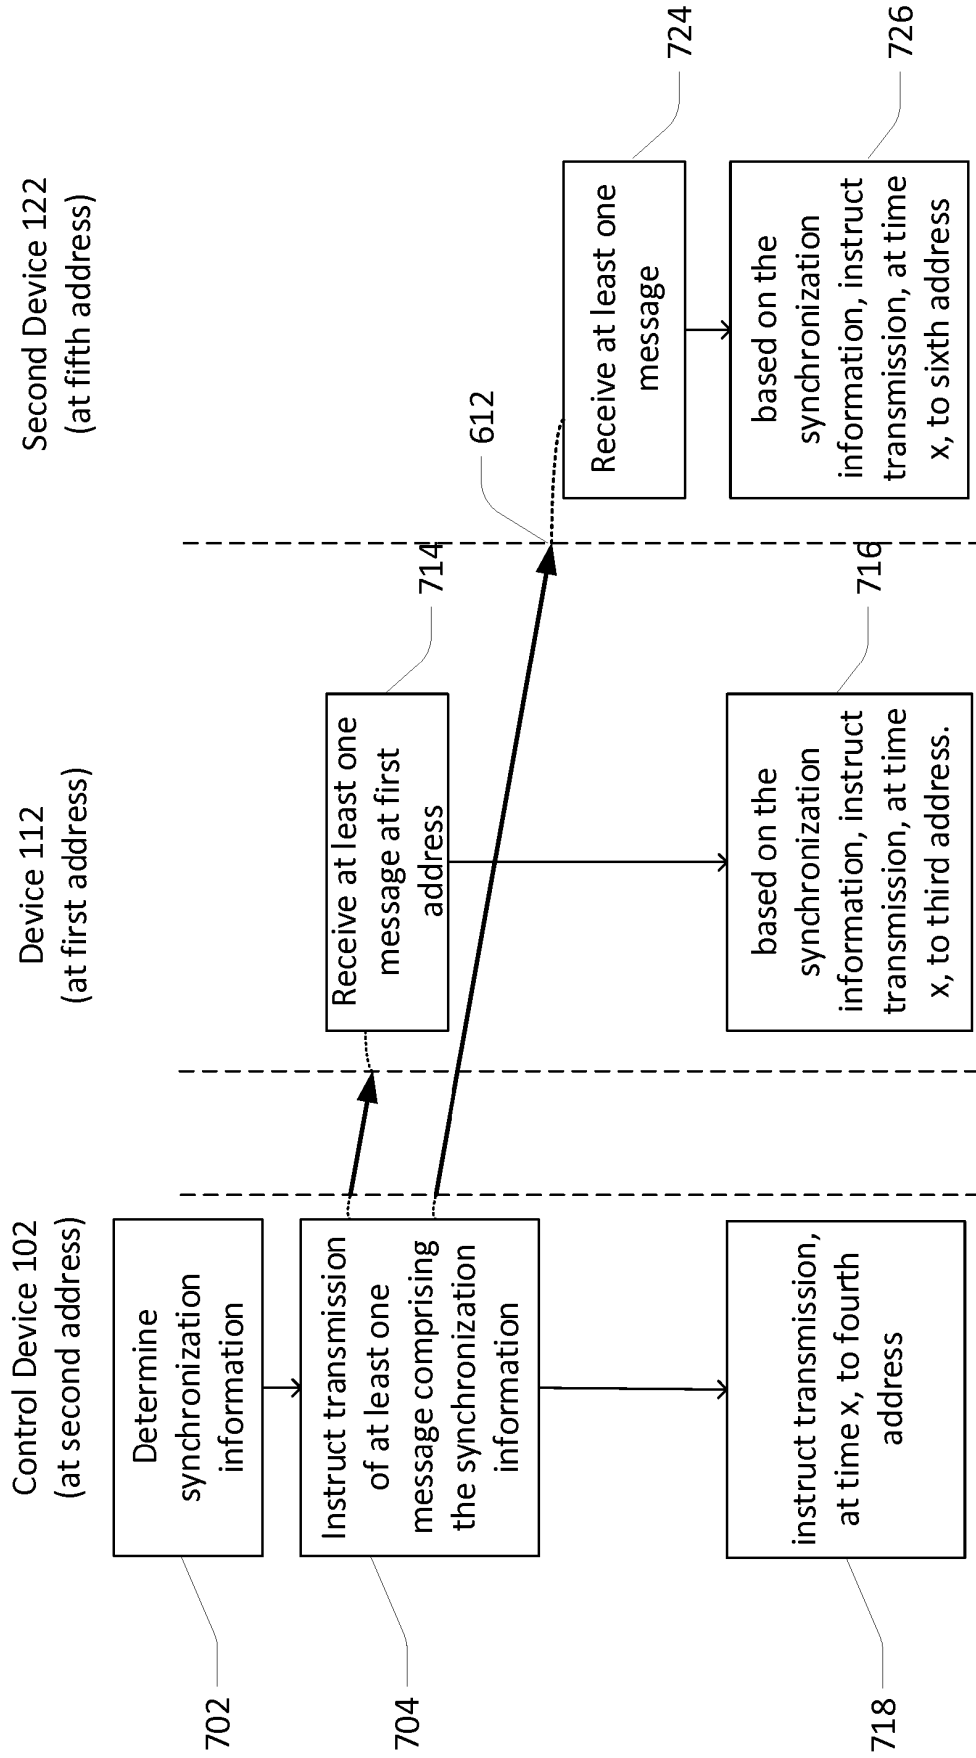 Control Device 102
(at second address)
Device 112
(at first address)
Second Device 122
(at fifth address)
702
Determine
synchronization
information
704
Instruct transmission
of at least one
message comprising
the synchronization
information
Receive at least one
message at first
address
714
612
Receive at least one
message
724
718
instruct transmission,
at time x, to fourth
address
based on the
synchronization
information, instruct
transmission, at time
x, to third address.
716
based on the
synchronization
information, instruct
transmission, at time
x, to sixth address
726